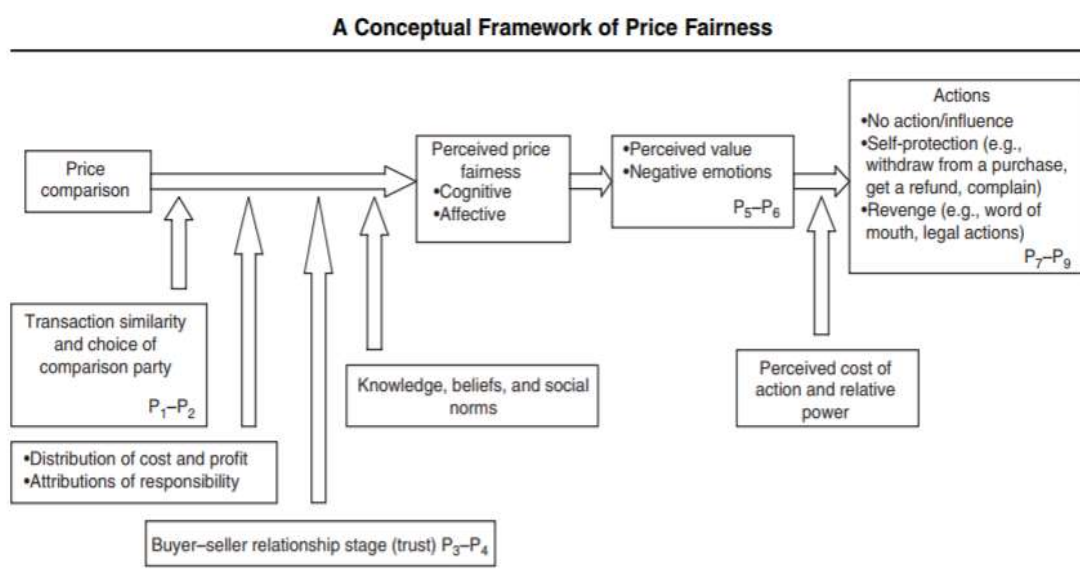 A Conceptual Framework of Price Fairness
Price
comparison
Perceived price
fairness
•Cognitive
•Affective
•Perceived value
•Negative emotions
P₅–P₆
Actions
•No action/influence
•Self-protection (e.g.,
withdraw from a purchase,
get a refund, complain)
•Revenge (e.g., word of
mouth, legal actions)
P₇–P₉
Transaction similarity
and choice of
comparison party
P₁–P₂
•Distribution of cost and profit
•Attributions of responsibility
Buyer–seller relationship stage (trust) P₃–P₄
Knowledge, beliefs, and social
norms
Perceived cost of
action and relative
power